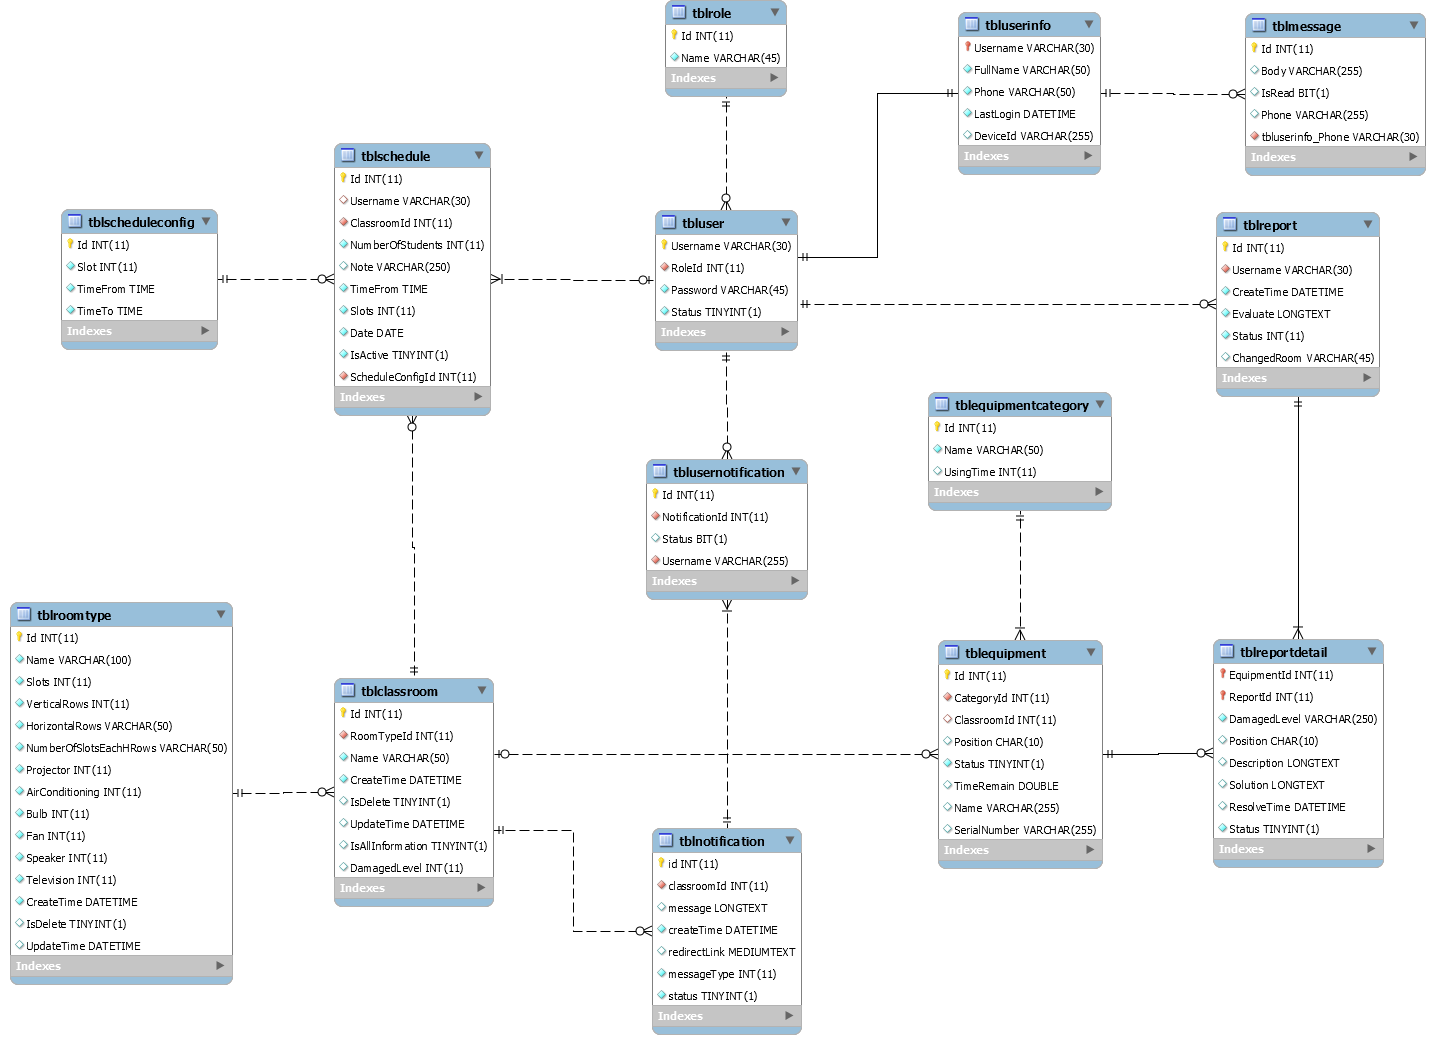 tblrole
Id INT(11)
Name VARCHAR(45)
Indexes
tbluserinfo
Username VARCHAR(30)
FullName VARCHAR(50)
Phone VARCHAR(50)
LastLogin DATETIME
DeviceId VARCHAR(255)
Indexes
tblmessage
Id INT(11)
Body VARCHAR(255)
IsRead BIT(1)
Phone VARCHAR(255)
tbluserinfo_Phone VARCHAR(30)
Indexes
tblschedule
Id INT(11)
Username VARCHAR(30)
ClassroomId INT(11)
NumberOfStudents INT(11)
Note VARCHAR(250)
TimeFrom TIME
Slots INT(11)
Date DATE
IsActive TINYINT(1)
ScheduleConfigId INT(11)
Indexes
tblscheduleconfig
Id INT(11)
Slot INT(11)
TimeFrom TIME
TimeTo TIME
Indexes
tbluser
Username VARCHAR(30)
RoleId INT(11)
Password VARCHAR(45)
Status TINYINT(1)
Indexes
tblreport
Id INT(11)
Username VARCHAR(30)
CreateTime DATETIME
Evaluate LONGTEXT
Status INT(11)
ChangedRoom VARCHAR(45)
Indexes
tblequipmentcategory
Id INT(11)
Name VARCHAR(50)
UsingTime INT(11)
Indexes
tblusernotification
Id INT(11)
NotificationId INT(11)
Status BIT(1)
Username VARCHAR(255)
Indexes
tblroomtype
Id INT(11)
Name VARCHAR(100)
Slots INT(11)
VerticalRows INT(11)
HorizontalRows VARCHAR(50)
NumberOfSlotsEachHRows VARCHAR(50)
Projector INT(11)
AirConditioning INT(11)
Bulb INT(11)
Fan INT(11)
Speaker INT(11)
Television INT(11)
CreateTime DATETIME
IsDelete TINYINT(1)
UpdateTime DATETIME
Indexes
tblclassroom
Id INT(11)
RoomTypeId INT(11)
Name VARCHAR(50)
CreateTime DATETIME
IsDelete TINYINT(1)
UpdateTime DATETIME
IsAllInformation TINYINT(1)
DamagedLevel INT(11)
Indexes
tblequipment
Id INT(11)
CategoryId INT(11)
ClassroomId INT(11)
Position CHAR(10)
Status TINYINT(1)
TimeRemain DOUBLE
Name VARCHAR(255)
SerialNumber VARCHAR(255)
Indexes
tblreportdetail
EquipmentId INT(11)
ReportId INT(11)
DamagedLevel VARCHAR(250)
Position CHAR(10)
Description LONGTEXT
Solution LONGTEXT
ResolveTime DATETIME
Status TINYINT(1)
Indexes
tblnotification
id INT(11)
classroomId INT(11)
message LONGTEXT
createTime DATETIME
redirectLink MEDIUMTEXT
messageType INT(11)
status TINYINT(1)
Indexes